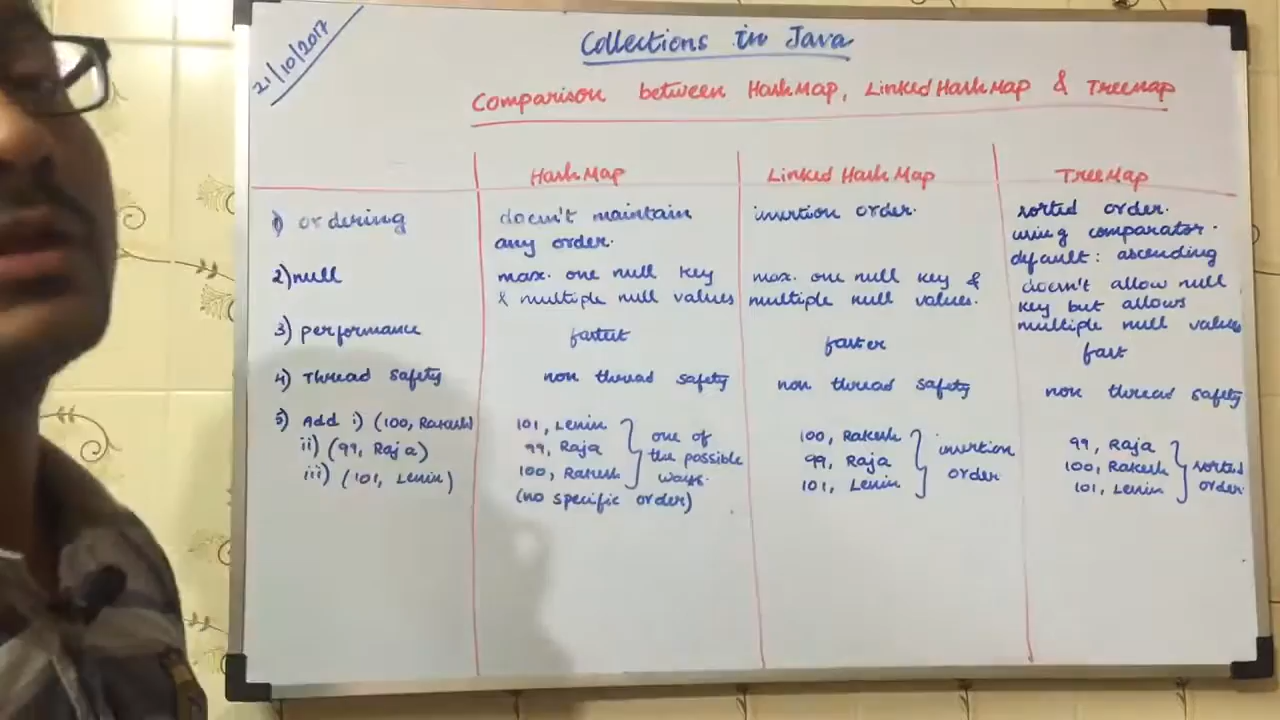 21/10/2017
Collections in Java
Comparison between HashMap, LinkedHashMap & TreeMap
HashMap
Linked HashMap
TreeMap
1) ordering
doesn't maintain
any order.
insertion order.
sorted order.
using comparator.
default: ascending
2) null
max. one null key
& multiple null values
max. one null key &
multiple null values.
doesn't allow null
key but allows
multiple null values
3) performance
fastest
faster
fast
4) Thread safety
non thread safety
non thread safety
non thread safety
5) Add i) (100, Rakesh)
ii) (99, Raja)
iii) (101, Lenin)
101, Lenin
99, Raja
100, Rakesh
one of
the possible
ways.
(no specific order)
100, Rakesh
99, Raja
101, Lenin
insertion
order
99, Raja
100, Rakesh
101, Lenin
sorted
order.